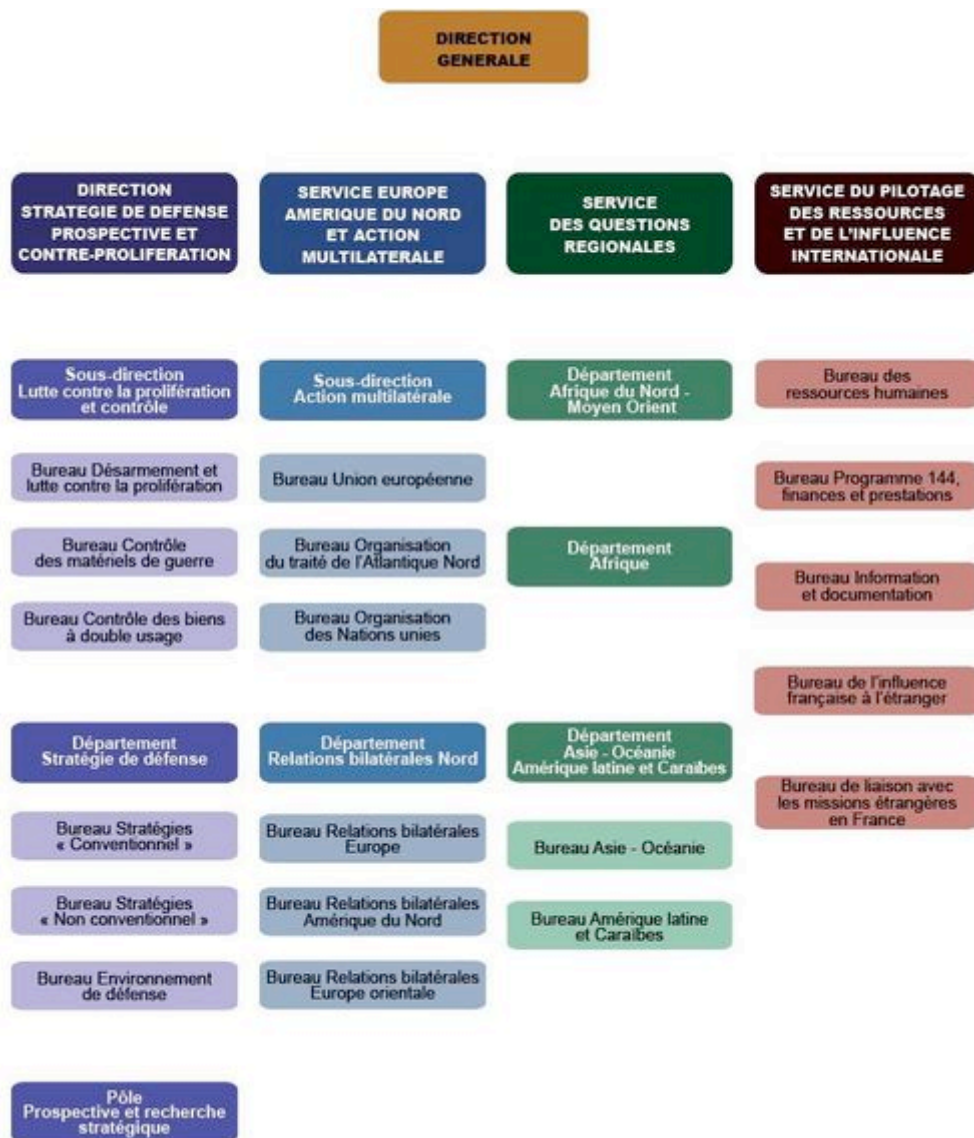 DIRECTION
GENERALE
DIRECTION
STRATEGIE DE DEFENSE
PROSPECTIVE ET
CONTRE-PROLIFERATION
Sous-direction
Lutte contre la prolifération
et contrôle
Bureau Désarmement et
lutte contre la prolifération
Bureau Contrôle
des matériels de guerre
Bureau Contrôle des biens
à double usage
Département
Stratégie de défense
Bureau Stratégies
« Conventionnel »
Bureau Stratégies
« Non conventionnel »
Bureau Environnement
de défense
Pôle
Prospective et recherche
stratégique
SERVICE EUROPE
AMERIQUE DU NORD
ET ACTION
MULTILATERALE
Sous-direction
Action multilatérale
Bureau Union européenne
Bureau Organisation
du traité de l'Atlantique Nord
Bureau Organisation
des Nations unies
Département
Relations bilatérales Nord
Bureau Relations bilatérales
Europe
Bureau Relations bilatérales
Amérique du Nord
Bureau Relations bilatérales
Europe orientale
SERVICE
DES QUESTIONS
REGIONALES
Département
Afrique du Nord -
Moyen Orient
Département
Afrique
Département
Asie - Océanie
Amérique latine et Caraïbes
Bureau Asie - Océanie
Bureau Amérique latine
et Caraïbes
SERVICE DU PILOTAGE
DES RESSOURCES
ET DE L'INFLUENCE
INTERNATIONALE
Bureau des
ressources humaines
Bureau Programme 144,
finances et prestations
Bureau Information
et documentation
Bureau de l'influence
française à l'étranger
Bureau de liaison avec
les missions étrangères
en France